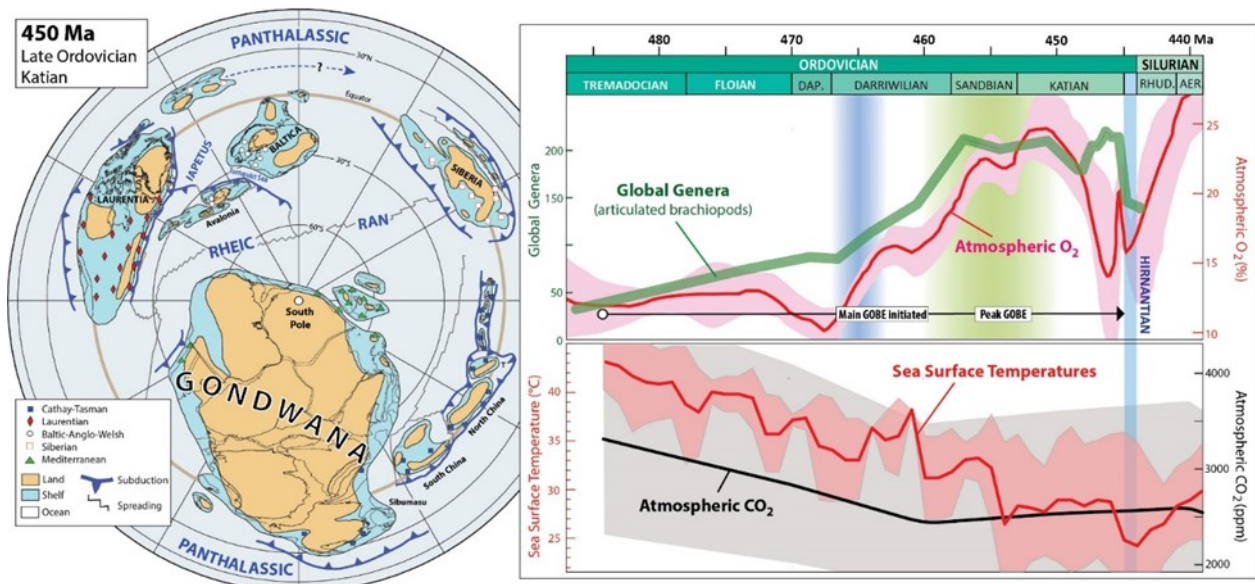 450 Ma
Late Ordovician
Katian
PANTHALASSIC
?
30°N
Equator
BALTICA
30°S
IAPETUS
LAURENTIA
Avalonia
SIBERIA
RAN
RHEIC
60°S
South
Pole
GONDWANA
North China
South China
Sibumasu
PANTHALASSIC
Cathay-Tasman
Laurentian
Baltic-Anglo-Welsh
Siberian
Mediterranean
Land
Shelf
Ocean
Subduction
Spreading
480
470
460
450
440 Ma
ORDOVICIAN
SILURIAN
TREMADOCIAN
FLOIAN
DAP.
DARRIWILIAN
SANDBIAN
KATIAN
RHUD.
AER.
HIRNANTIAN
Global Genera
200
150
50
0
Global Genera
(articulated brachiopods)
Atmospheric O2
Main GOBE initiated
Peak GOBE
25
20
15
10
Atmospheric O2 (%)
Sea Surface Temperature (°C)
40
35
30
25
Sea Surface Temperatures
Atmospheric CO2
4000
3000
2000
Atmospheric CO2 (ppm)